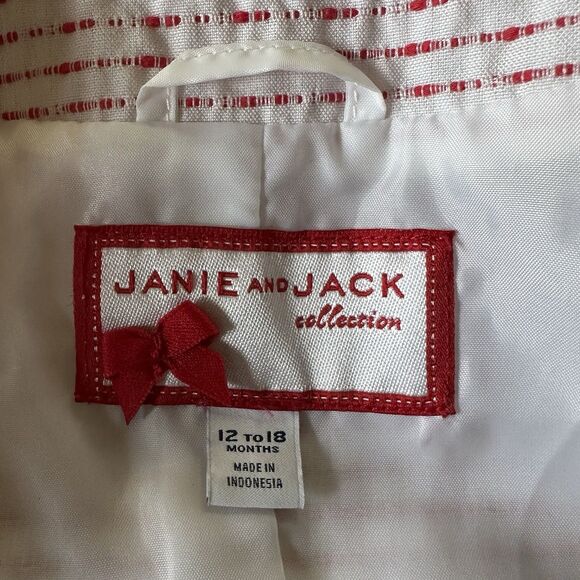 JANIE AND JACK
collection
12 TO 18
MONTHS
MADE IN
INDONESIA